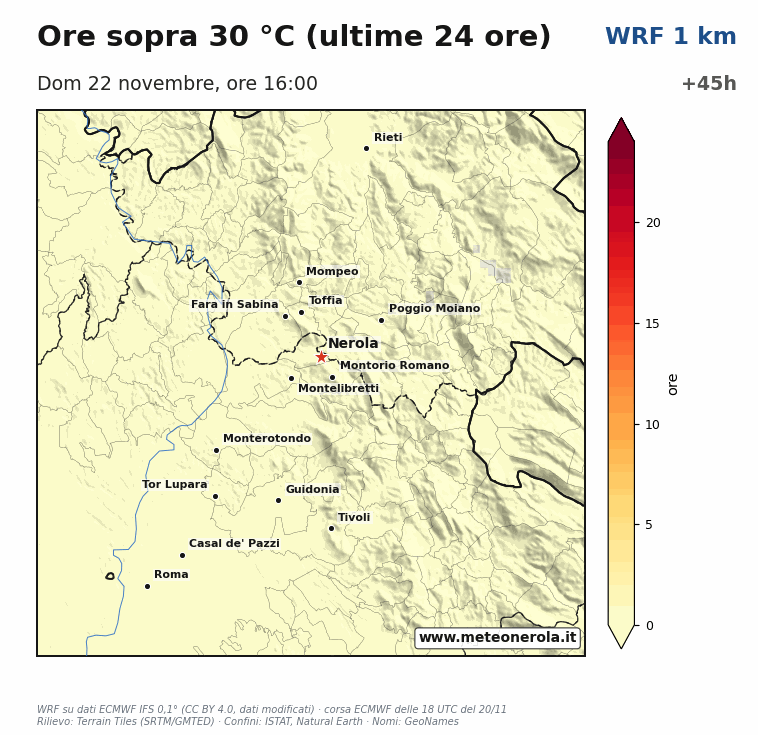 Ore sopra 30 °C (ultime 24 ore)
WRF 1 km
Dom 22 novembre, ore 16:00
+45h
Rieti
Mompeo
Toffia
Fara in Sabina
Poggio Moiano
Nerola
Montorio Romano
Montelibretti
Monterotondo
Tor Lupara
Guidonia
Tivoli
Casal de' Pazzi
Roma
www.meteonerola.it
20
15
10
5
0
ore
WRF su dati ECMWF IFS 0,1° (CC BY 4.0, dati modificati) · corsa ECMWF delle 18 UTC del 20/11
Rilievo: Terrain Tiles (SRTM/GMTED) · Confini: ISTAT, Natural Earth · Nomi: GeoNames